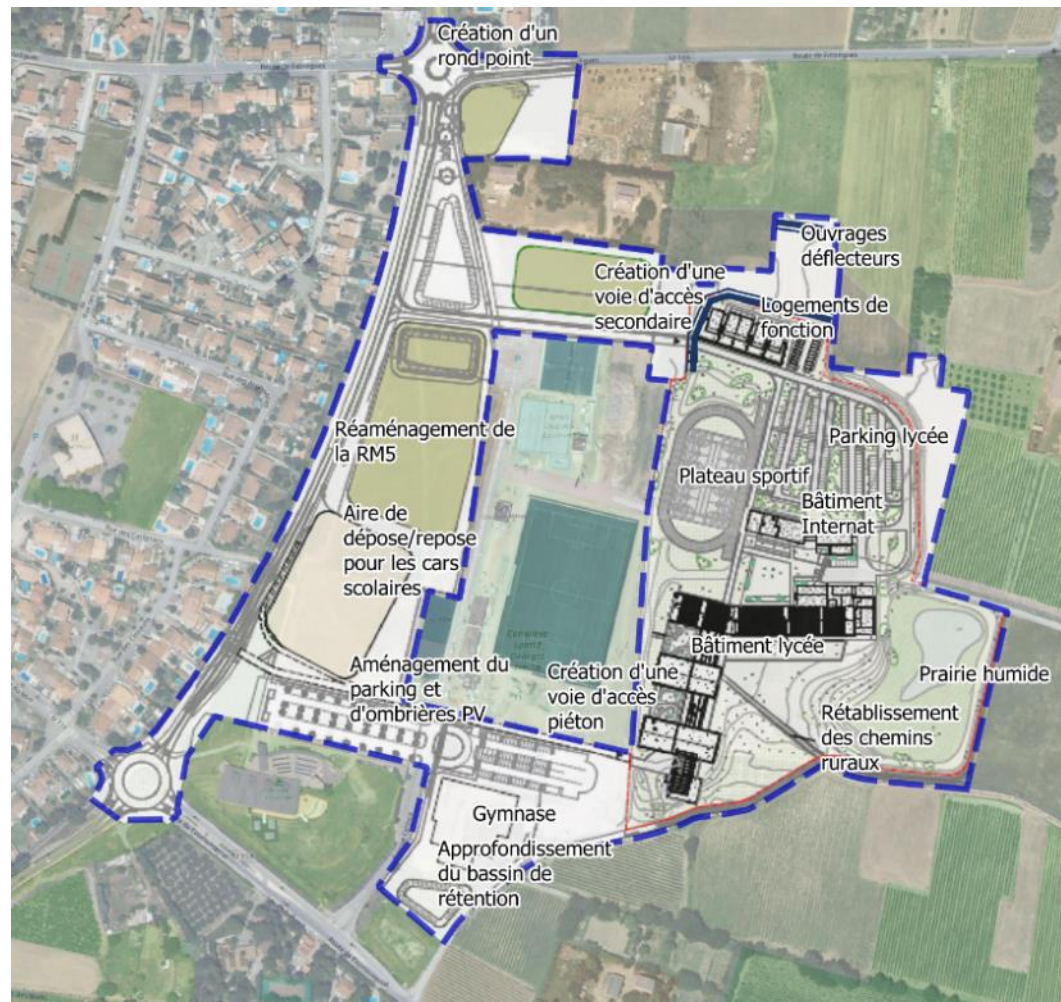 Création d'un
rond point
Ouvrages
déflecteurs
Création d'une
voie d'accès
secondaire
Logements de
fonction
Réaménagement de
la RM5
Parking lycée
Plateau sportif
Bâtiment
Internat
Aire de
dépose/repose
pour les cars
scolaires
Bâtiment lycée
Aménagement du
parking et
d'ombrières PV
Création d'une
voie d'accès
piéton
Prairie humide
Rétablissement
des chemins
ruraux
Gymnase
Approfondissement
du bassin de
rétention